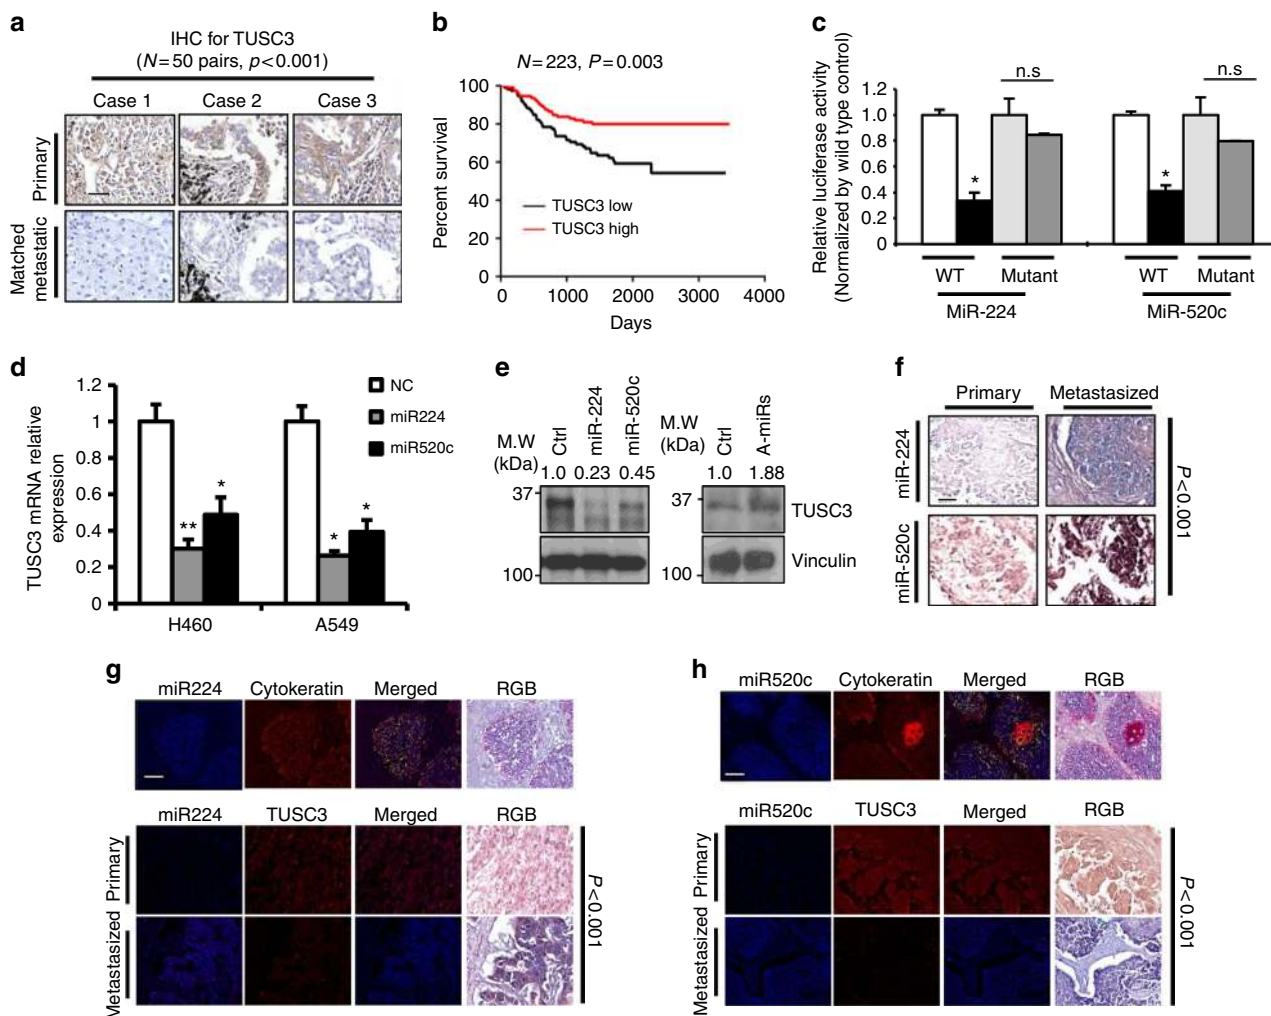 a
IHC for TUSC3
(N=50 pairs, p<0.001)
Case 1 Case 2 Case 3
Primary
Matched metastatic
b
N=223, P=0.003
Percent survival
100
80
60
40
20
0
TUSC3 low
TUSC3 high
0 1000 2000 3000 4000
Days
c
Relative luciferase activity
(Normalized by wild type control)
n.s n.s
1.2
1.0
0.8
0.6
0.4
0.2
0
* *
WT Mutant WT Mutant
MiR-224 MiR-520c
d
TUSC3 mRNA relative
expression
1.2
1
0.8
0.6
0.4
0.2
0
NC
miR224
miR520c
** * * *
H460 A549
e
M.W
(kDa)
Ctrl miR-224 miR-520c
1.0 0.23 0.45
37
100
M.W
(kDa)
Ctrl A-miRs
1.0 1.88
37
100
TUSC3
Vinculin
f
Primary Metastasized
miR-224
miR-520c
P<0.001
g
miR224 Cytokeratin Merged RGB
miR224 TUSC3 Merged RGB
Primary
Metastasized
P<0.001
h
miR520c Cytokeratin Merged RGB
miR520c TUSC3 Merged RGB
Primary
Metastasized
P<0.001